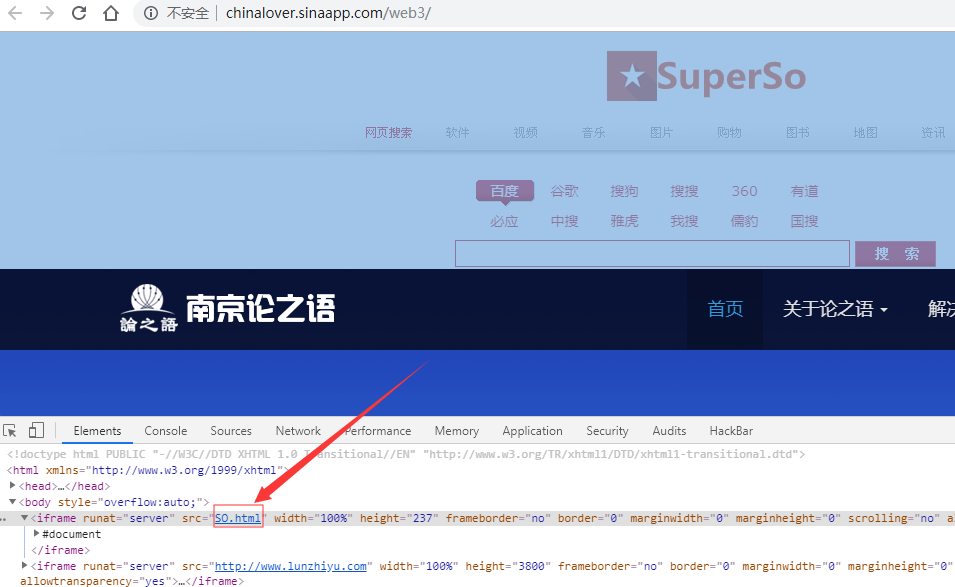 不安全 chinalover.sinaapp.com/web3/
SuperSo
网页搜索 软件 视频 音乐 图片 购物 图书 地图 资讯
百度 谷歌 搜狗 搜搜 360 有道
必应 中搜 雅虎 我搜 儒豹 国搜
搜 索
論之語 南京论之语 首页 关于论之语 解决
Elements Console Sources Network Performance Memory Application Security Audits HackBar
<!doctype html PUBLIC "-//W3C//DTD XHTML 1.0 Transitional//EN" "http://www.w3.org/TR/xhtml1/DTD/xhtml1-transitional.dtd">
<html xmlns="http://www.w3.org/1999/xhtml">
<head>…</head>
<body style="overflow:auto;">
<iframe runat="server" src="SO.html" width="100%" height="237" frameborder="no" border="0" marginwidth="0" marginheight="0" scrolling="no" a
#document
</iframe>
<iframe runat="server" src="http://www.lunzhiyu.com" width="100%" height="3800" frameborder="no" border="0" marginwidth="0" marginheight="0"
allowtransparency="yes">…</iframe>